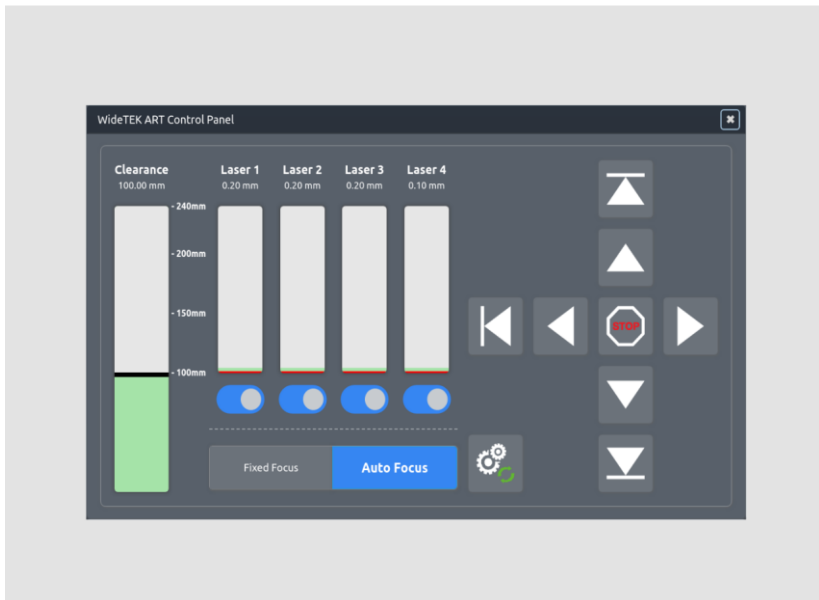 WideTEK ART Control Panel
Clearance Laser 1 Laser 2 Laser 3 Laser 4
100.00 mm 0.20 mm 0.20 mm 0.20 mm 0.10 mm
- 240mm
- 200mm
- 150mm
STOP
- 100mm
Fixed Focus Auto Focus